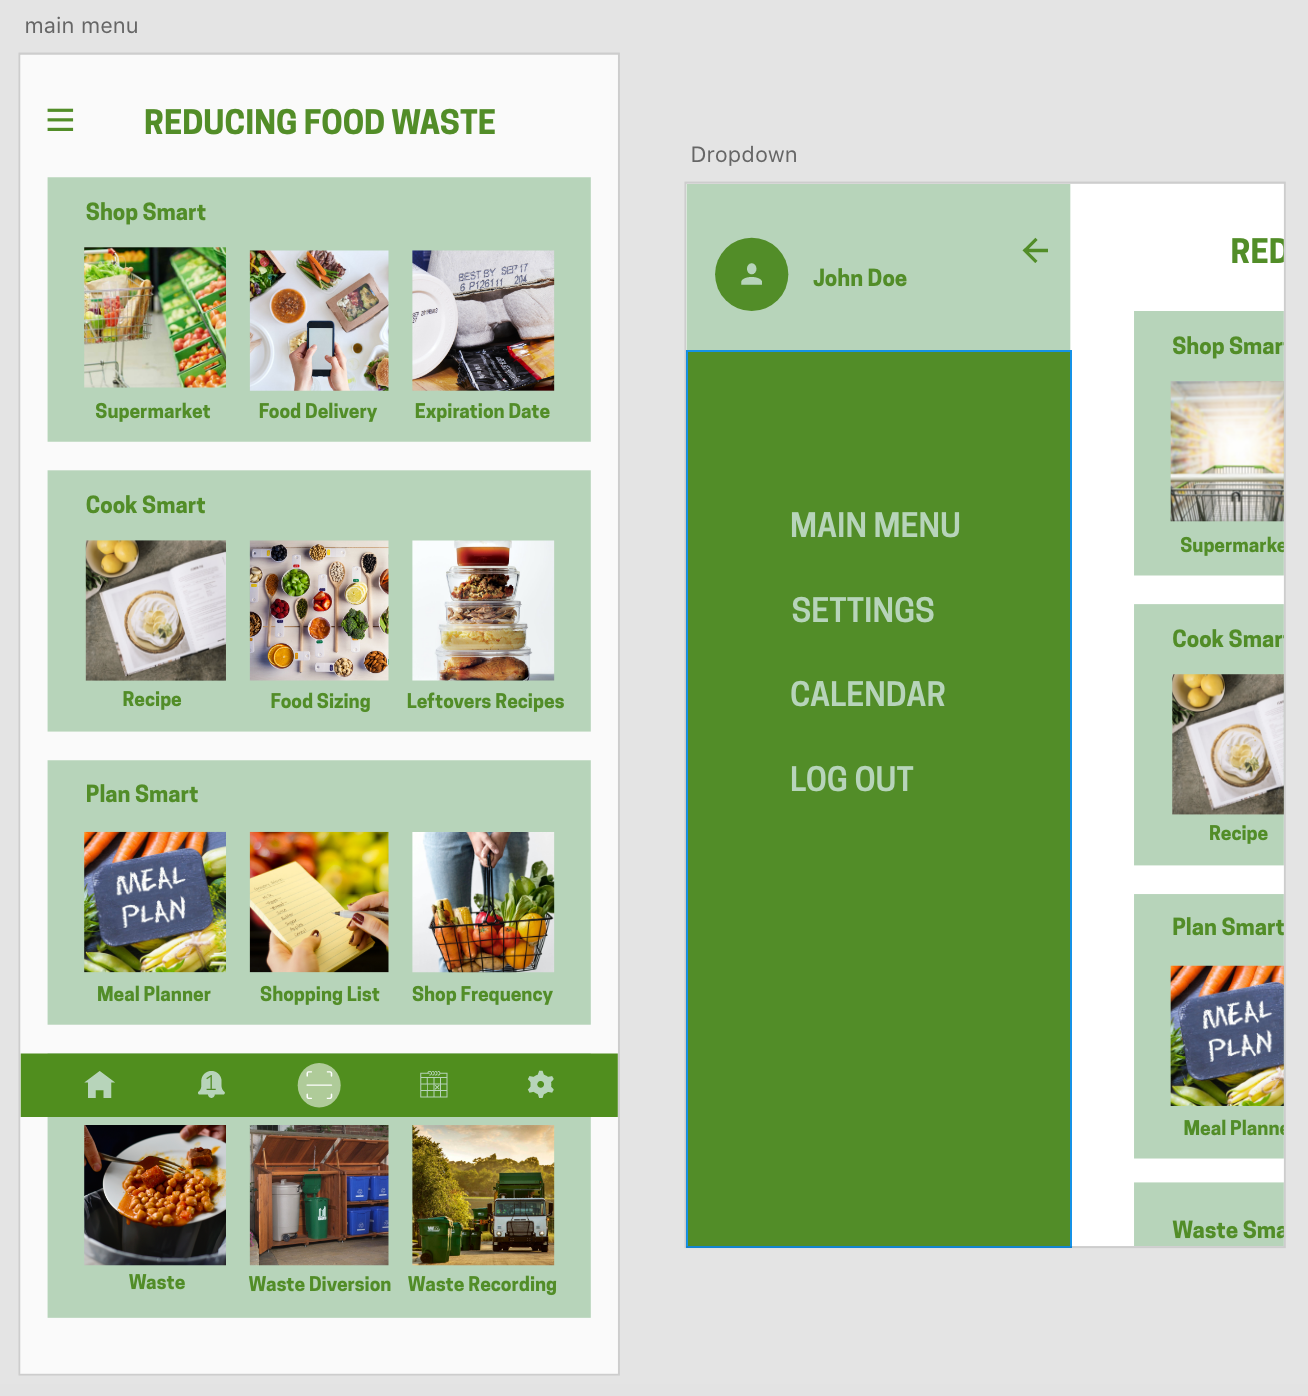 main menu
REDUCING FOOD WASTE
Shop Smart
BEST BY SEP 17
6 P126111 204
Supermarket
Food Delivery
Expiration Date
Cook Smart
Recipe
Food Sizing
Leftovers Recipes
Plan Smart
MEAL
PLAN
Meal Planner
Shopping List
Shop Frequency
1
Waste
Waste Diversion
Waste Recording
Dropdown
John Doe
MAIN MENU
SETTINGS
CALENDAR
LOG OUT
RED
Shop Smar
Supermarke
Cook Smar
Recipe
Plan Smart
MEAL
PLAN
Meal Planne
Waste Sma